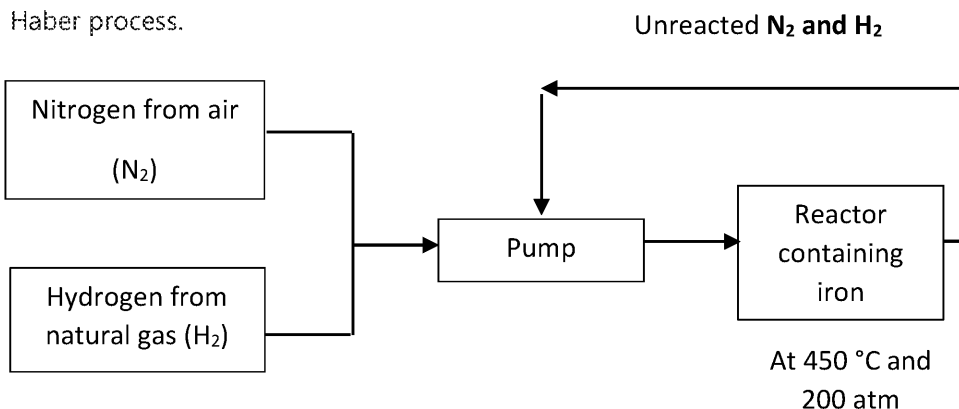 Haber process.
Unreacted N₂ and H₂
Nitrogen from air
(N₂)
Hydrogen from
natural gas (H₂)
Pump
Reactor
containing
iron
At 450 °C and
200 atm